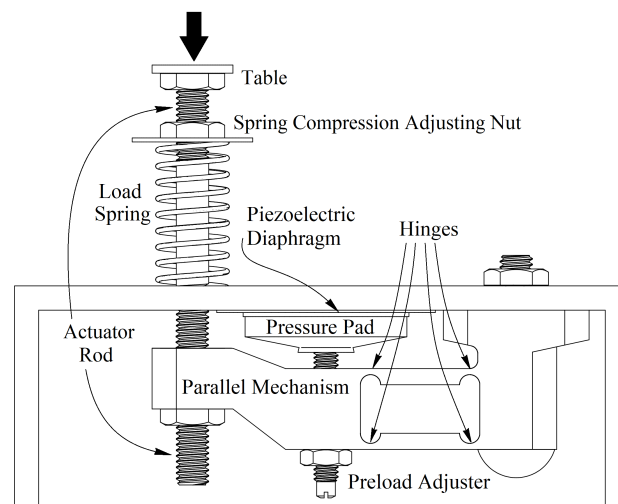 Table
Spring Compression Adjusting Nut
Load
Spring
Piezoelectric
Diaphragm
Hinges
Pressure Pad
Actuator
Rod
Parallel Mechanism
Preload Adjuster